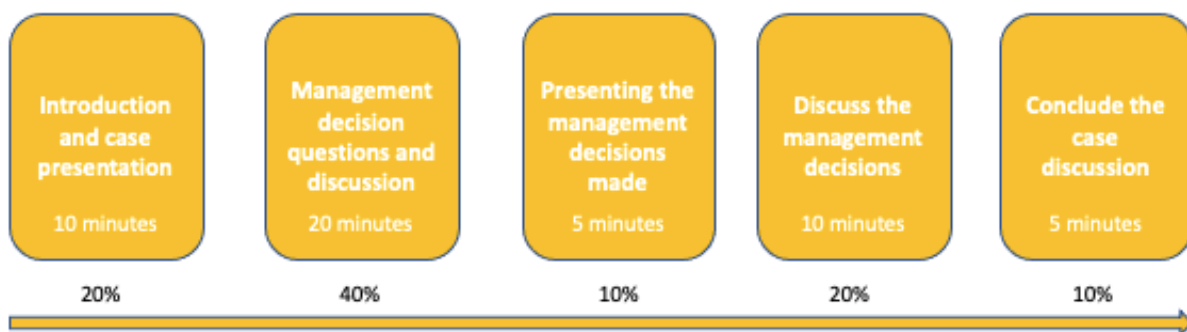 Introduction
and case
presentation
10 minutes
Management
decision
questions and
discussion
20 minutes
Presenting the
management
decisions
made
5 minutes
Discuss the
management
decisions
10 minutes
Conclude the
case
discussion
5 minutes
20%
40%
10%
20%
10%